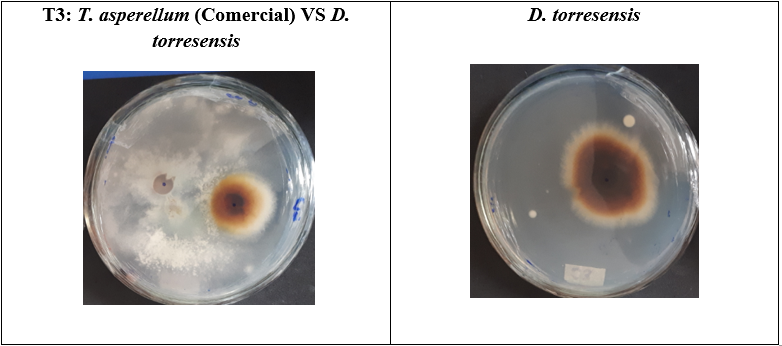 T3: T. asperellum (Comercial) VS D.
torresensis
D. torresensis